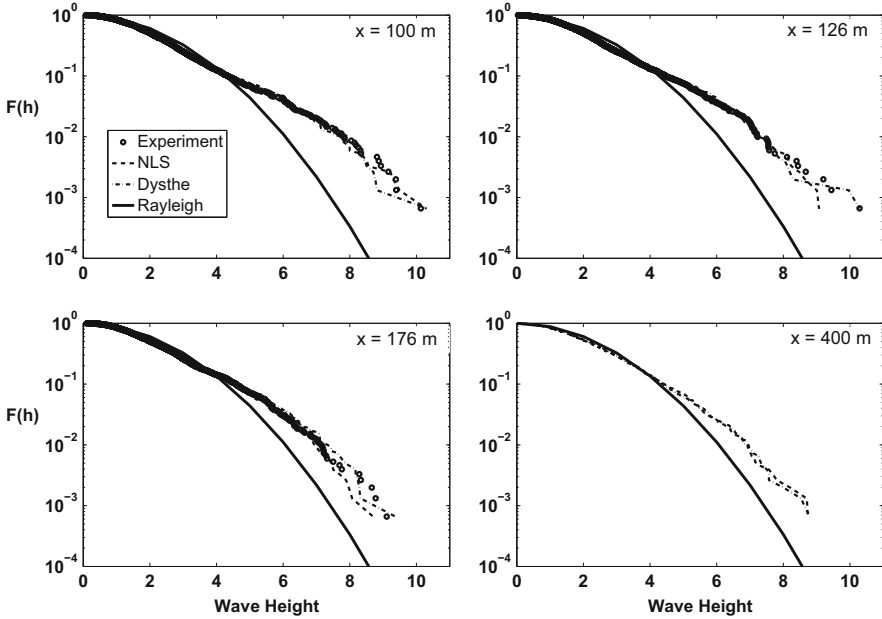 10^0
10^-1
10^-2
10^-3
10^-4
F(h)
x = 100 m
Experiment
NLS
Dysthe
Rayleigh
0 2 4 6 8 10
10^0
10^-1
10^-2
10^-3
10^-4
x = 126 m
0 2 4 6 8 10
10^0
10^-1
10^-2
10^-3
10^-4
F(h)
x = 176 m
0 2 4 6 8 10
Wave Height
10^0
10^-1
10^-2
10^-3
10^-4
x = 400 m
0 2 4 6 8 10
Wave Height